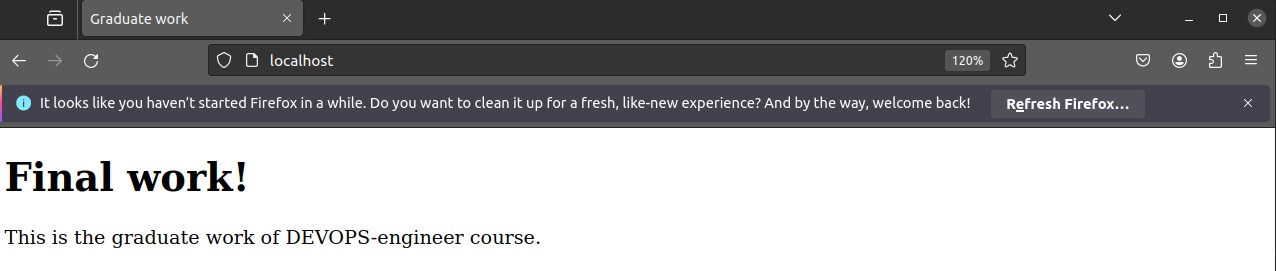 Graduate work
localhost
120%
It looks like you haven't started Firefox in a while. Do you want to clean it up for a fresh, like-new experience? And by the way, welcome back!
Refresh Firefox…
Final work!
This is the graduate work of DEVOPS-engineer course.